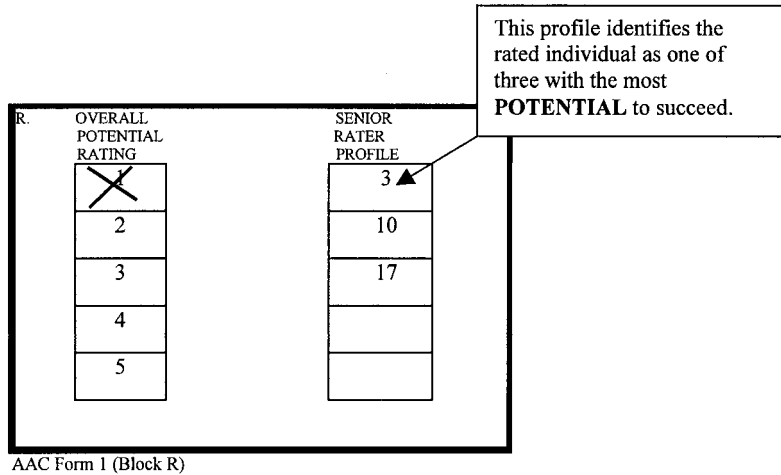 This profile identifies the
rated individual as one of
three with the most
POTENTIAL to succeed.
R. OVERALL
POTENTIAL
RATING
SENIOR
RATER
PROFILE
1 3
2 10
3 17
4
5
AAC Form 1 (Block R)